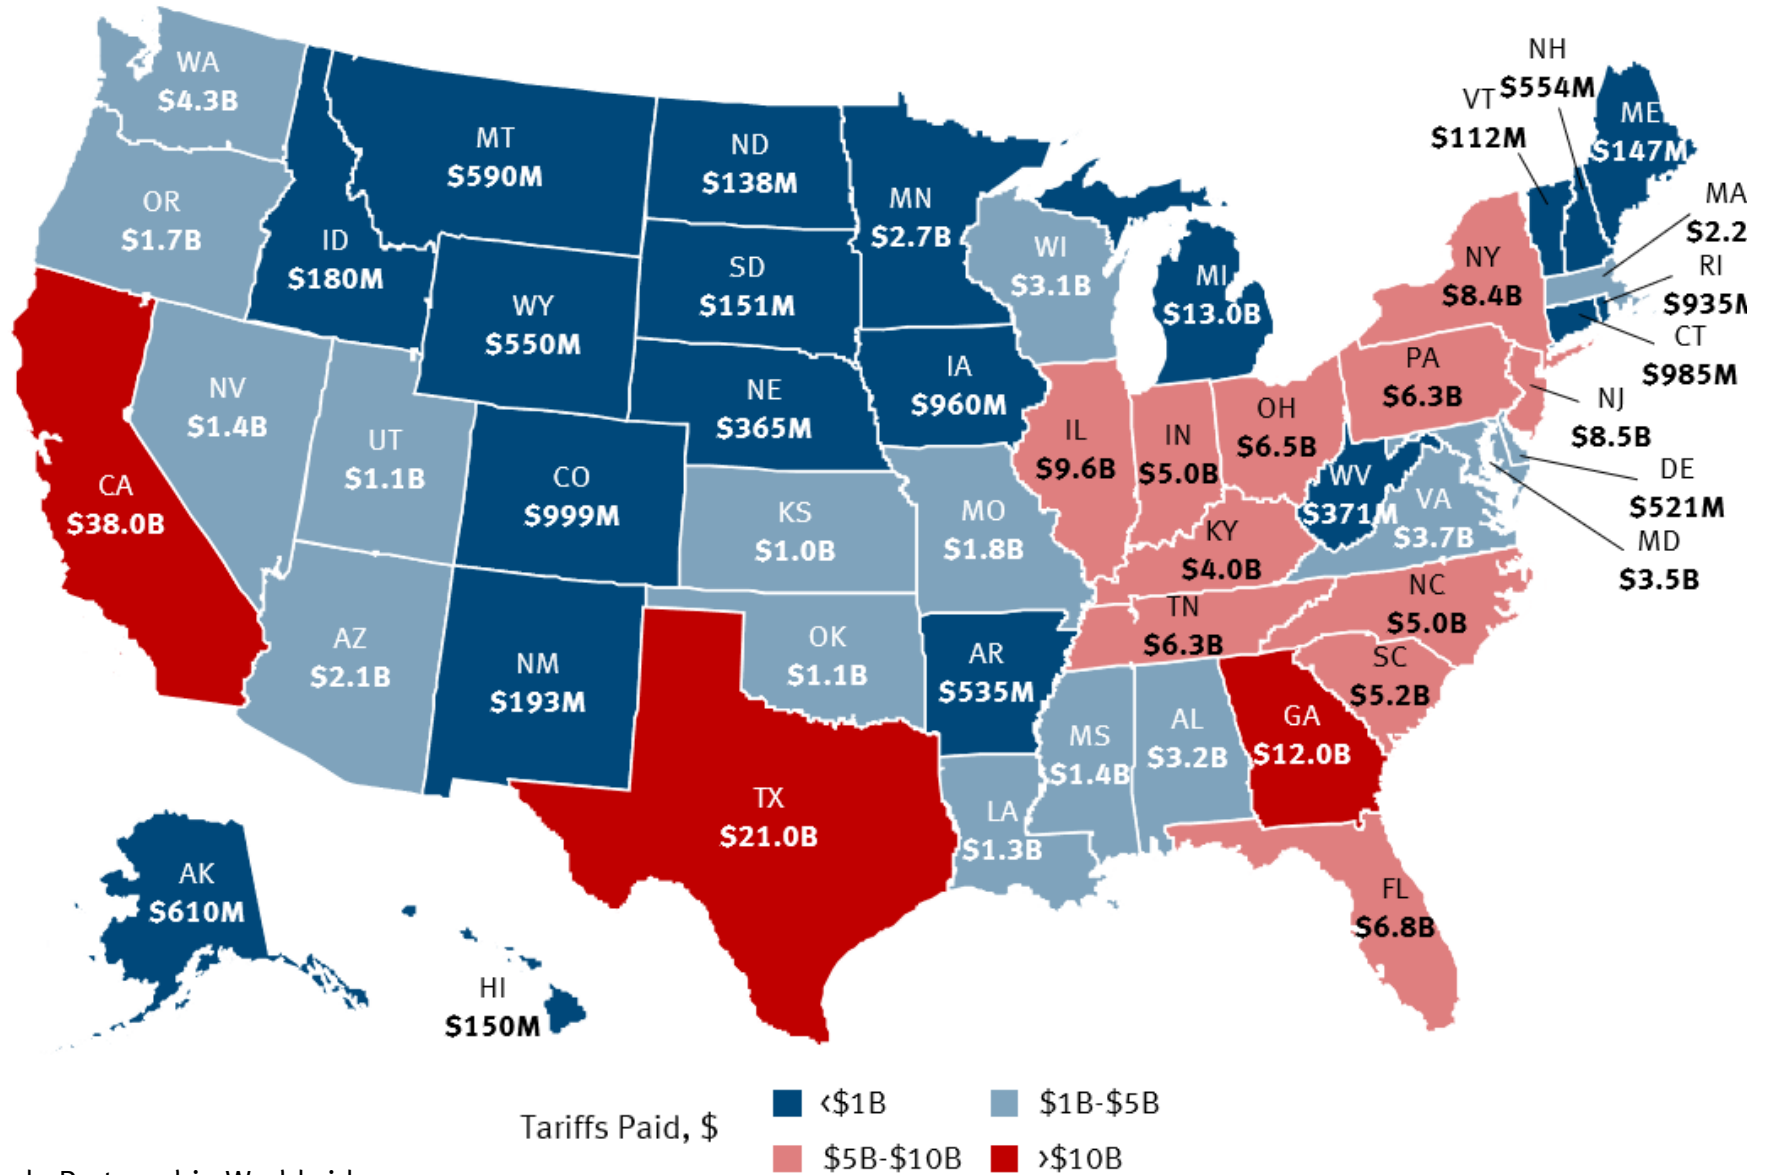 WA
$4.3B
OR
$1.7B
CA
$38.0B
NV
$1.4B
ID
$180M
MT
$590M
WY
$550M
UT
$1.1B
AZ
$2.1B
CO
$999M
NM
$193M
ND
$138M
SD
$151M
NE
$365M
KS
$1.0B
OK
$1.1B
TX
$21.0B
MN
$2.7B
IA
$960M
MO
$1.8B
AR
$535M
LA
$1.3B
WI
$3.1B
IL
$9.6B
MI
$13.0B
IN
$5.0B
OH
$6.5B
KY
$4.0B
TN
$6.3B
MS
$1.4B
AL
$3.2B
GA
$12.0B
FL
$6.8B
SC
$5.2B
NC
$5.0B
VA
$3.7B
WV
$371M
PA
$6.3B
NY
$8.4B
VT
$112M
NH
$554M
ME
$147M
MA
$2.2
RI
$935M
CT
$985M
NJ
$8.5B
DE
$521M
MD
$3.5B
AK
$610M
HI
$150M
Tariffs Paid, $
<$1B
$1B-$5B
$5B-$10B
>$10B